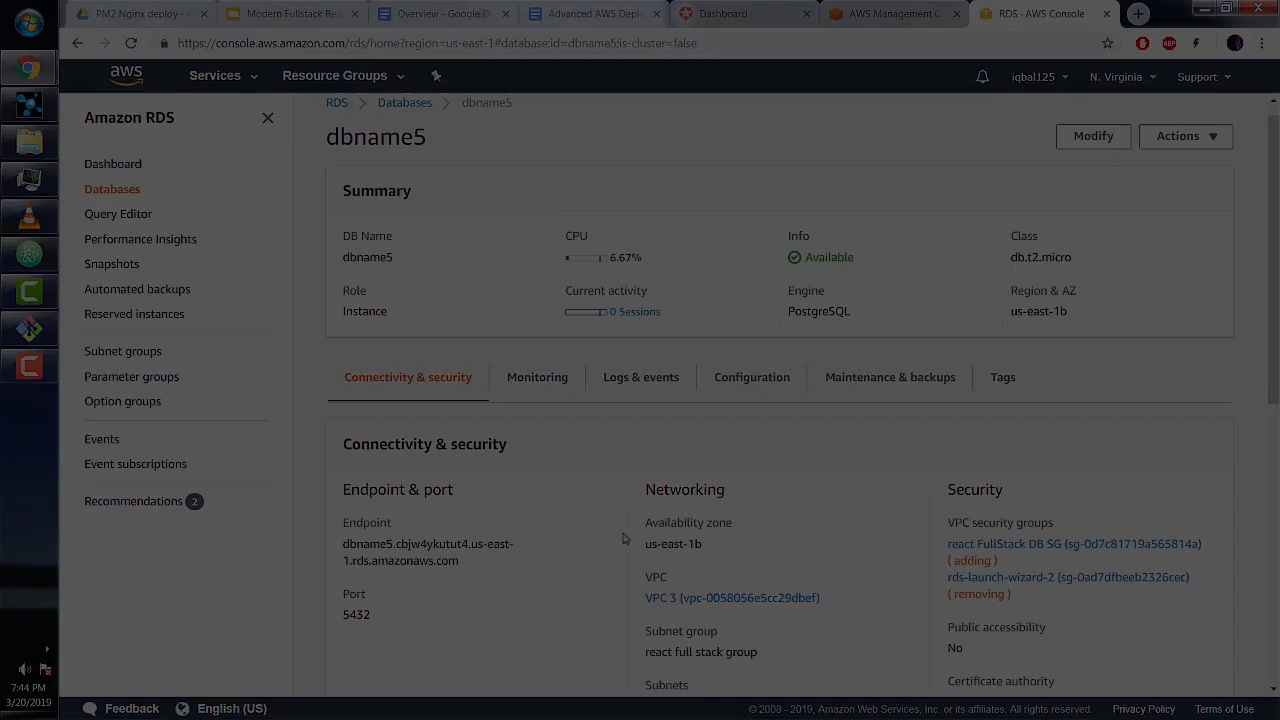 PM2 Nginx deploy -
Modern Fullstack Rea
Overview - Google D
Advanced AWS Depl
Dashboard
AWS Management C
RDS · AWS Console
https://console.aws.amazon.com/rds/home?region=us-east-1#database:id=dbname5;is-cluster=false
ABP
aws
Services
Resource Groups
iqbal125
N. Virginia
Support
Amazon RDS
Dashboard
Databases
Query Editor
Performance Insights
Snapshots
Automated backups
Reserved instances
Subnet groups
Parameter groups
Option groups
Events
Event subscriptions
Recommendations 2
RDS > Databases > dbname5
dbname5
Modify
Actions
Summary
DB Name
dbname5
CPU
6.67%
Info
Available
Class
db.t2.micro
Role
Instance
Current activity
0 Sessions
Engine
PostgreSQL
Region & AZ
us-east-1b
Connectivity & security
Monitoring
Logs & events
Configuration
Maintenance & backups
Tags
Connectivity & security
Endpoint & port
Endpoint
dbname5.cbjw4ykutut4.us-east-
1.rds.amazonaws.com
Port
5432
Networking
Availability zone
us-east-1b
VPC
VPC 3 (vpc-0058056e5cc29dbef)
Subnet group
react full stack group
Subnets
Security
VPC security groups
react FullStack DB SG (sg-0d7c81719a565814a)
( adding )
rds-launch-wizard-2 (sg-0ad7dfbeeb2326cec)
( removing )
Public accessibility
No
Certificate authority
7:44 PM
3/20/2019
Feedback
English (US)
© 2008 - 2019, Amazon Web Services, Inc. or its affiliates. All rights reserved.
Privacy Policy
Terms of Use